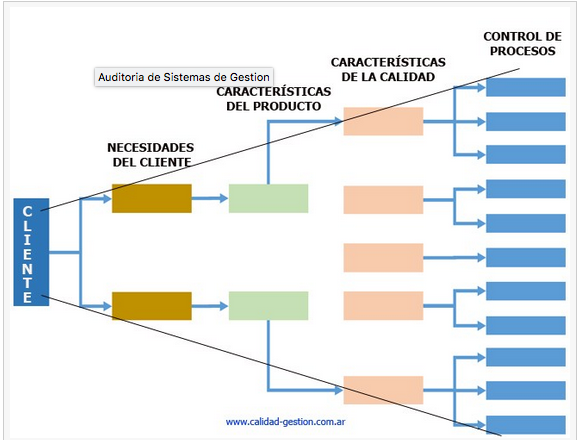 CONTROL DE
PROCESOS
CARACTERÍSTICAS
DE LA CALIDAD
Auditoria de Sistemas de Gestion
CARACTERÍSTICAS
DEL PRODUCTO
NECESIDADES
DEL CLIENTE
CLIENTE
www.calidad-gestion.com.ar